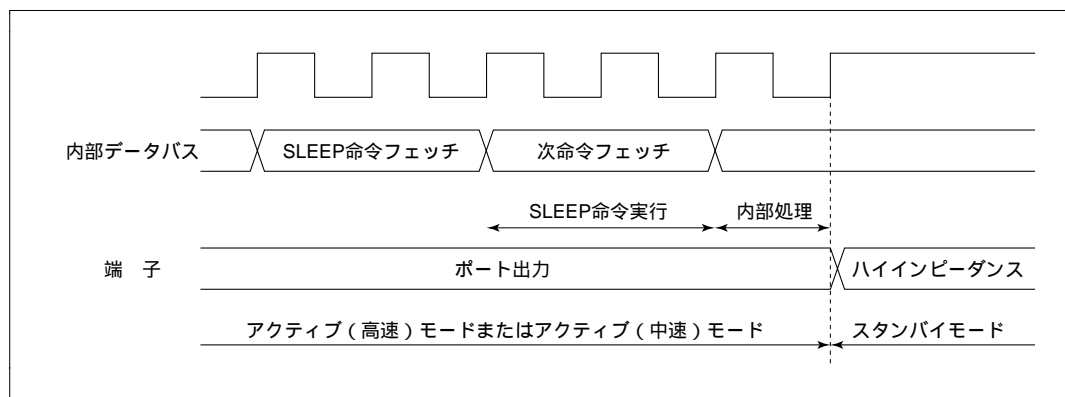 内部データバス SLEEP命令フェッチ 次命令フェッチ
SLEEP命令実行 内部処理
端 子 ポート出力 ハイインピーダンス
アクティブ(高速)モードまたはアクティブ(中速)モード スタンバイモード